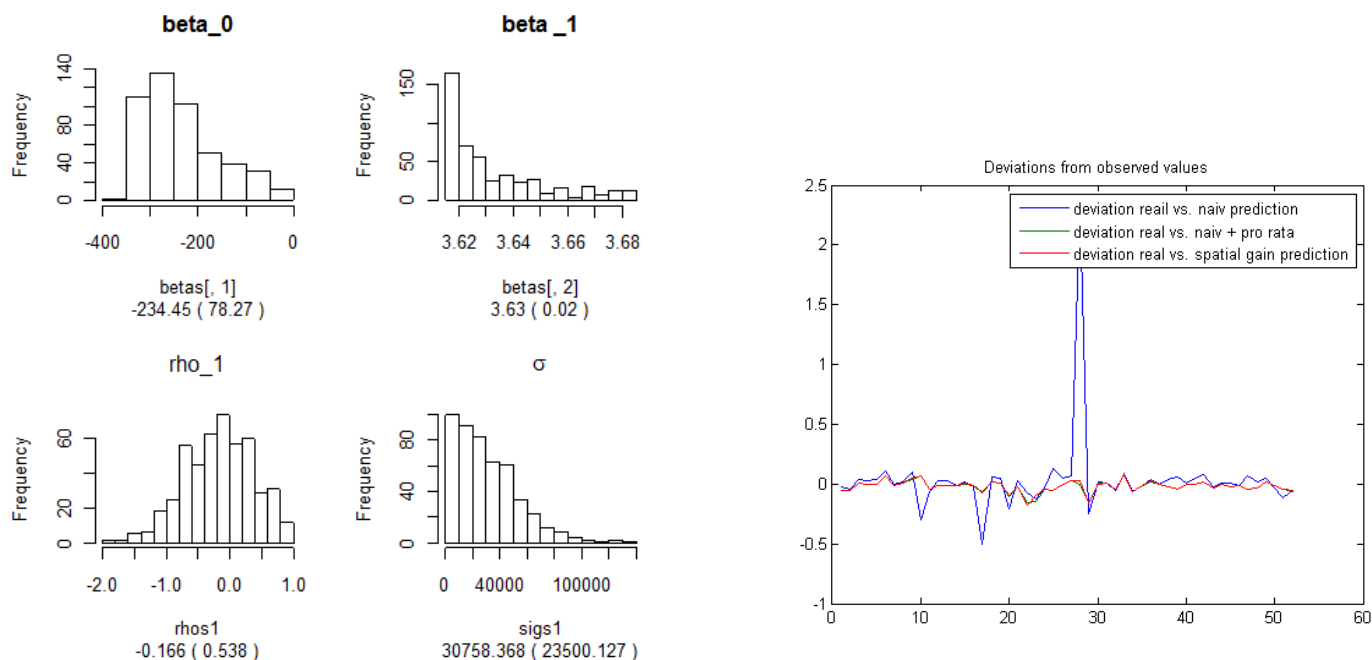 beta_0
Frequency
140
80
40
0
-400
-200
0
betas[, 1]
-234.45 ( 78.27 )
beta _1
Frequency
150
50
0
3.62
3.64
3.66
3.68
betas[, 2]
3.63 ( 0.02 )
rho_1
Frequency
60
20
0
-2.0
-1.0
0.0
1.0
rhos1
-0.166 ( 0.538 )
σ
Frequency
80
40
0
0
40000
100000
sigs1
30758.368 ( 23500.127 )
Deviations from observed values
2.5
2
1.5
1
0.5
0
-0.5
-1
0
10
20
30
40
50
60
deviation reail vs. naiv prediction
deviation real vs. naiv + pro rata
deviation real vs. spatial gain prediction